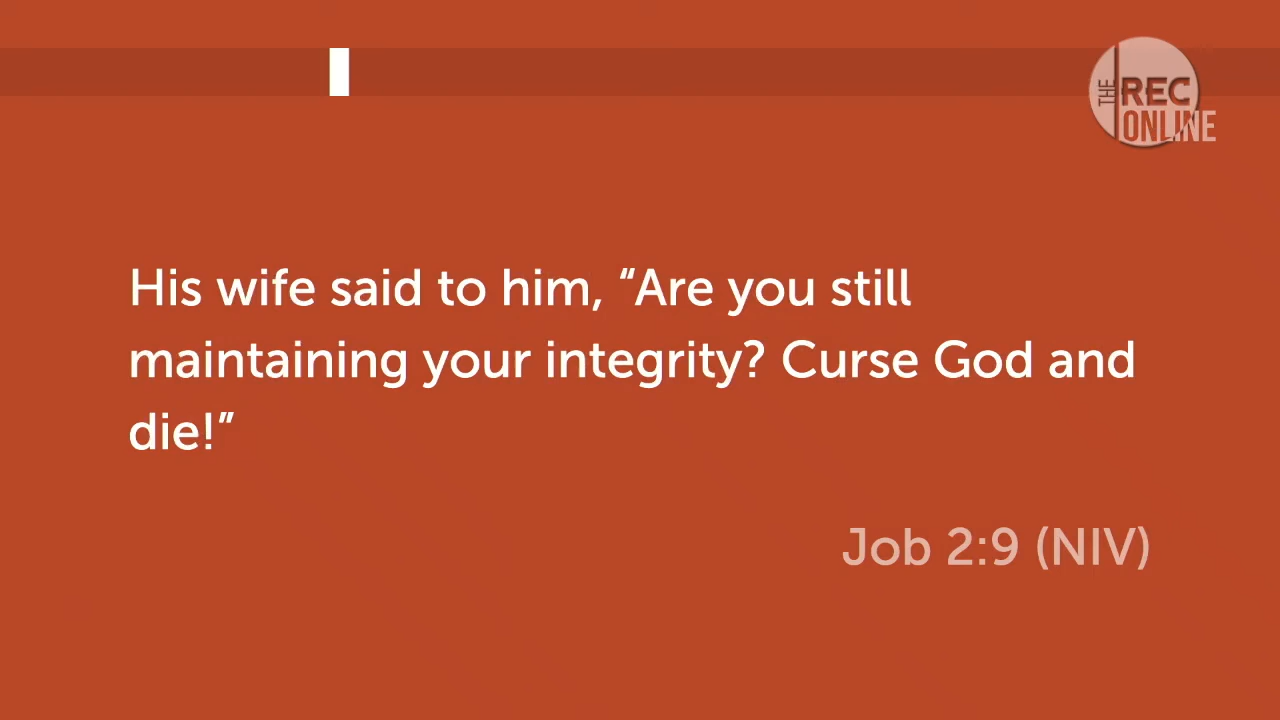 THE REC
ONLINE
His wife said to him, “Are you still
maintaining your integrity? Curse God and
die!”
Job 2:9 (NIV)